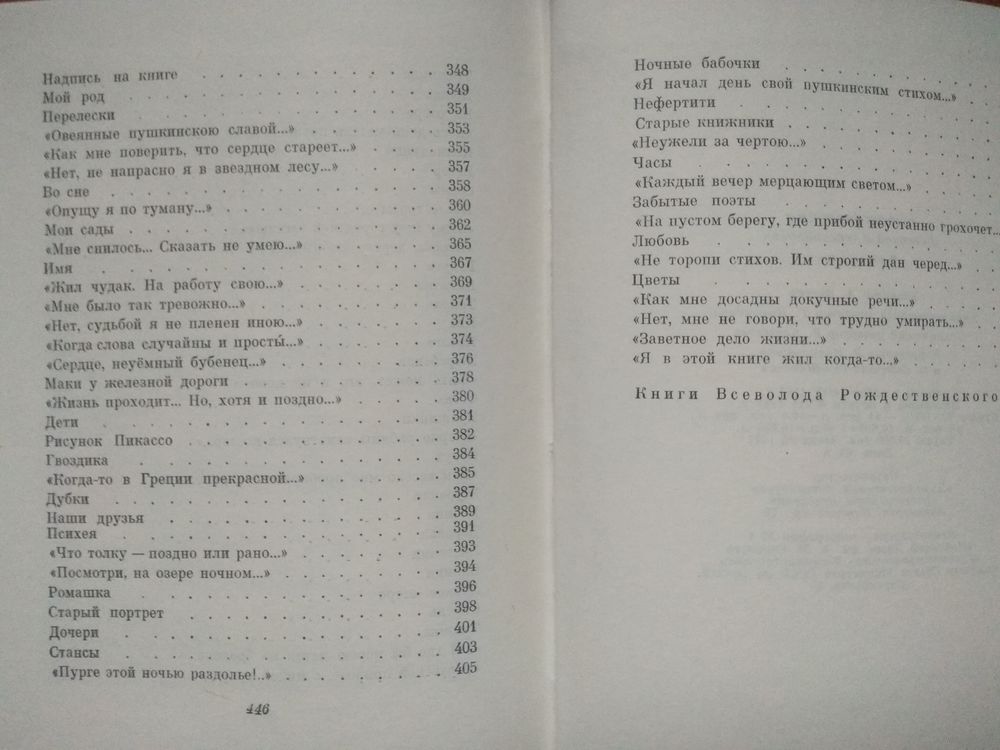 Надпись на книге . . . . . . . . . . . . 348
Мой род . . . . . . . . . . . . . . . 349
Перелески . . . . . . . . . . . . . . 351
«Овеянные пушкинскою славой...» . . . . . . 353
«Как мне поверить, что сердце стареет...» . . . . 355
«Нет, не напрасно я в звездном лесу...» . . . . . 357
Во сне . . . . . . . . . . . . . . . 358
«Опущу я по туману...» . . . . . . . . . . 360
Мои сады . . . . . . . . . . . . . . 362
«Мне снилось... Сказать не умею...» . . . . . . 365
Имя . . . . . . . . . . . . . . . . 367
«Жил чудак. На работу свою...» . . . . . . . 369
«Мне было так тревожно...» . . . . . . . . . 371
«Нет, судьбой я не пленен иною...» . . . . . . 373
«Когда слова случайны и просты́...» . . . . . . 374
«Сердце, неуёмный бубенец...» . . . . . . . . 376
Маки у железной дороги . . . . . . . . . . 378
«Жизнь проходит... Но, хотя и поздно...» . . . . 380
Дети . . . . . . . . . . . . . . . . 381
Рисунок Пикассо . . . . . . . . . . . . 382
Гвоздика . . . . . . . . . . . . . . 384
«Когда-то в Греции прекрасной...» . . . . . . 385
Дубки . . . . . . . . . . . . . . . 387
Наши друзья . . . . . . . . . . . . . 389
Психея . . . . . . . . . . . . . . . 391
«Что толку — поздно или рано...» . . . . . . . 393
«Посмотри, на озере ночном...» . . . . . . . . 394
Ромашка . . . . . . . . . . . . . . 396
Старый портрет . . . . . . . . . . . . 398
Дочери . . . . . . . . . . . . . . . 401
Стансы . . . . . . . . . . . . . . . 403
«Пурге этой ночью раздолье!..» . . . . . . . . 405
446
Ночные бабочки . . . . . . . . .
«Я начал день свой пушкинским стихом...» . .
Нефертити . . . . . . . . . . .
Старые книжники . . . . . . . . .
«Неужели за чертою...» . . . . . . . .
Часы . . . . . . . . . . . . .
«Каждый вечер мерцающим светом...» . . . .
Забытые поэты . . . . . . . . . .
«На пустом берегу, где прибой неустанно грохочет...
Любовь . . . . . . . . . . . .
«Не торопи стихов. Им строгий дан черед...» . .
Цветы . . . . . . . . . . . .
«Как мне досадны докучные речи...» . . . .
«Нет, мне не говори, что трудно умирать...» . .
«Заветное дело жизни...» . . . . . . .
«Я в этой книге жил когда-то...» . . . . .
Книги Всеволода Рождественского